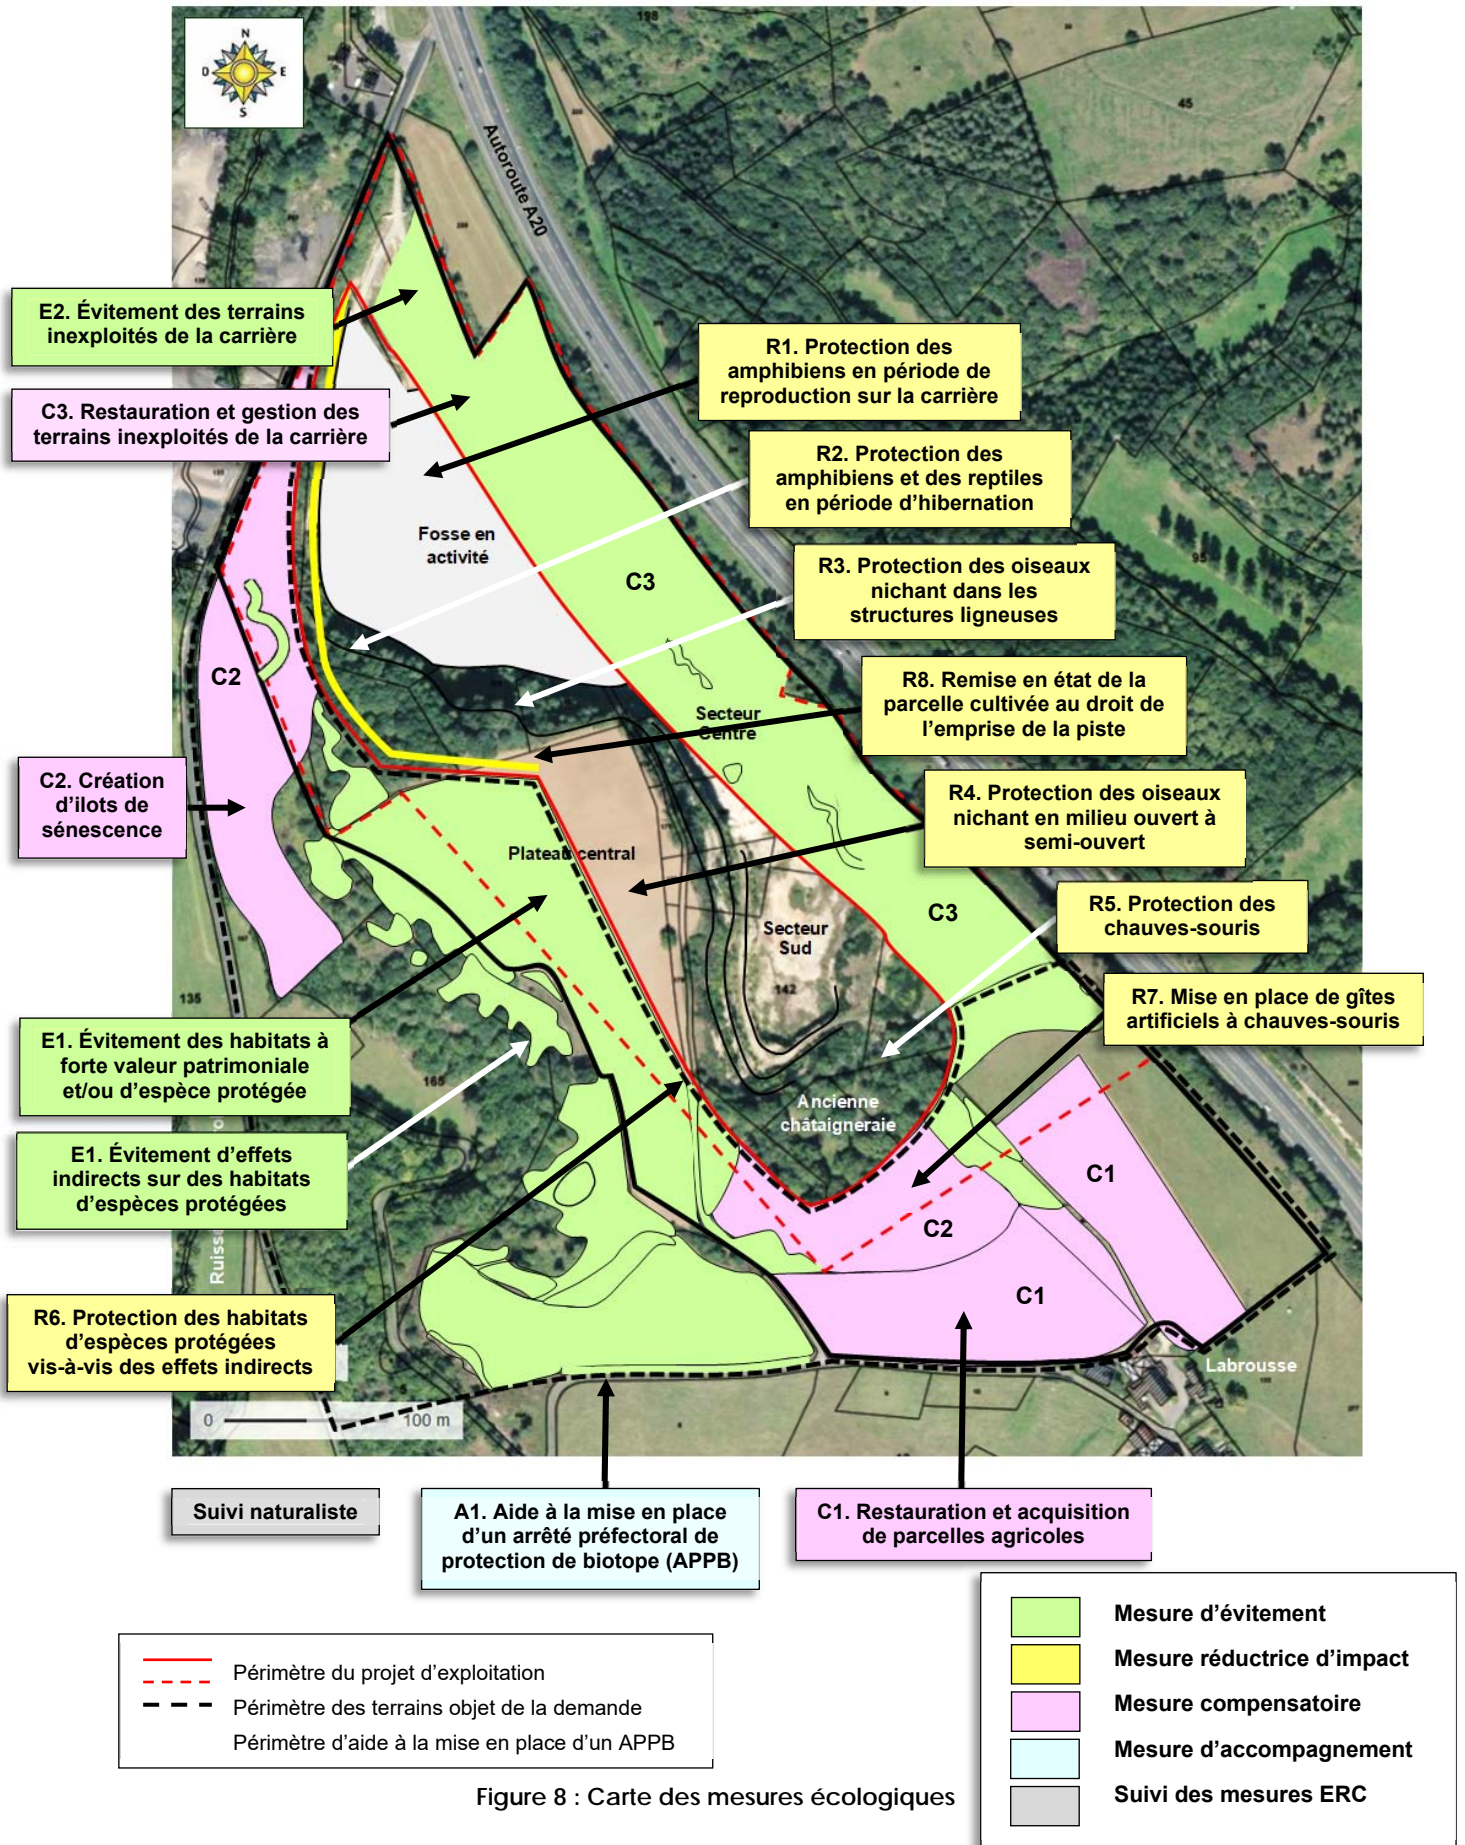 198
N
O
E
S
45
Autoroute A20
E2. Évitement des terrains
inexploités de la carrière
R1. Protection des
amphibiens en période de
reproduction sur la carrière
C3. Restauration et gestion des
terrains inexploités de la carrière
R2. Protection des
amphibiens et des reptiles
en période d'hibernation
Fosse en
activité
95
R3. Protection des oiseaux
nichant dans les
structures ligneuses
C3
C2
R8. Remise en état de la
parcelle cultivée au droit de
l'emprise de la piste
Secteur
Centre
C2. Création
d'ilots de
sénescence
R4. Protection des oiseaux
nichant en milieu ouvert à
semi-ouvert
Plateau central
C3
R5. Protection des
chauves-souris
Secteur
Sud
142
135
R7. Mise en place de gîtes
artificiels à chauves-souris
E1. Évitement des habitats à
forte valeur patrimoniale
et/ou d'espèce protégée
165
Ancienne
châtaigneraie
E1. Évitement d'effets
indirects sur des habitats
d'espèces protégées
C1
C2
Ruiss
C1
R6. Protection des habitats
d'espèces protégées
vis-à-vis des effets indirects
Labrousse
0
100 m
Suivi naturaliste
A1. Aide à la mise en place
d'un arrêté préfectoral de
protection de biotope (APPB)
C1. Restauration et acquisition
de parcelles agricoles
Périmètre du projet d'exploitation
Périmètre des terrains objet de la demande
Périmètre d'aide à la mise en place d'un APPB
Mesure d'évitement
Mesure réductrice d'impact
Mesure compensatoire
Mesure d'accompagnement
Suivi des mesures ERC
Figure 8 : Carte des mesures écologiques